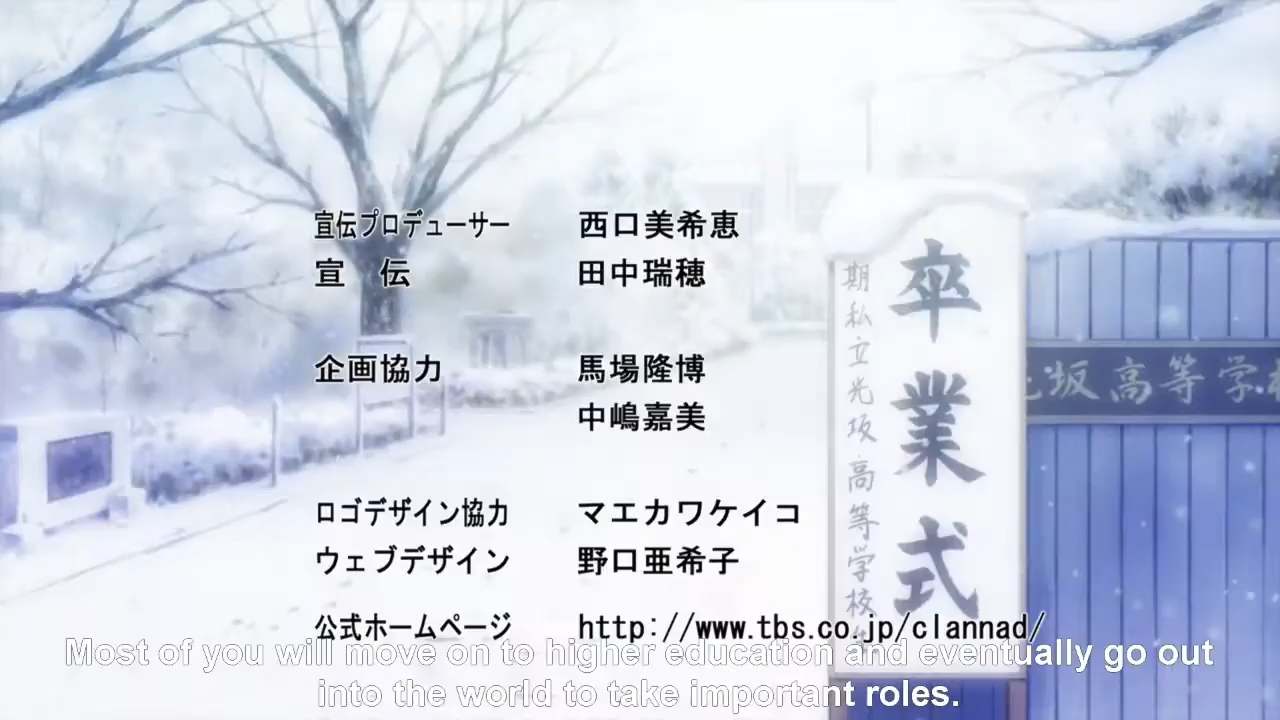 宣伝プロデューサー 西口美希恵
宣 伝 田中瑞穂
企画協力 馬場隆博
中嶋嘉美
ロゴデザイン協力 マエカワケイコ
ウェブデザイン 野口亜希子
公式ホームページ http://www.tbs.co.jp/clannad/
卒業式
期私立光坂高等学校
坂高等学校
Most of you will move on to higher education and eventually go out
into the world to take important roles.